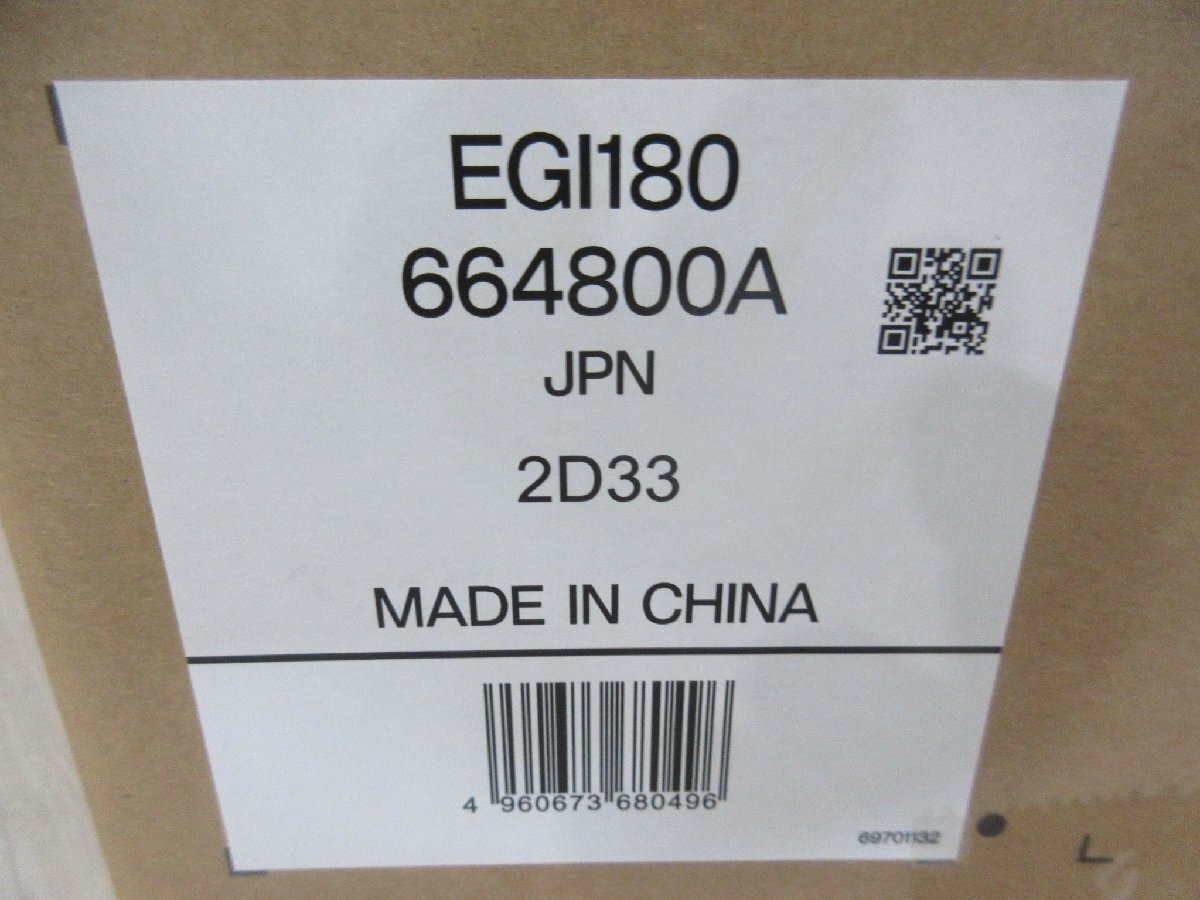 EGI180
664800A
JPN
2D33
MADE IN CHINA
4 960673 680496
69701132
L